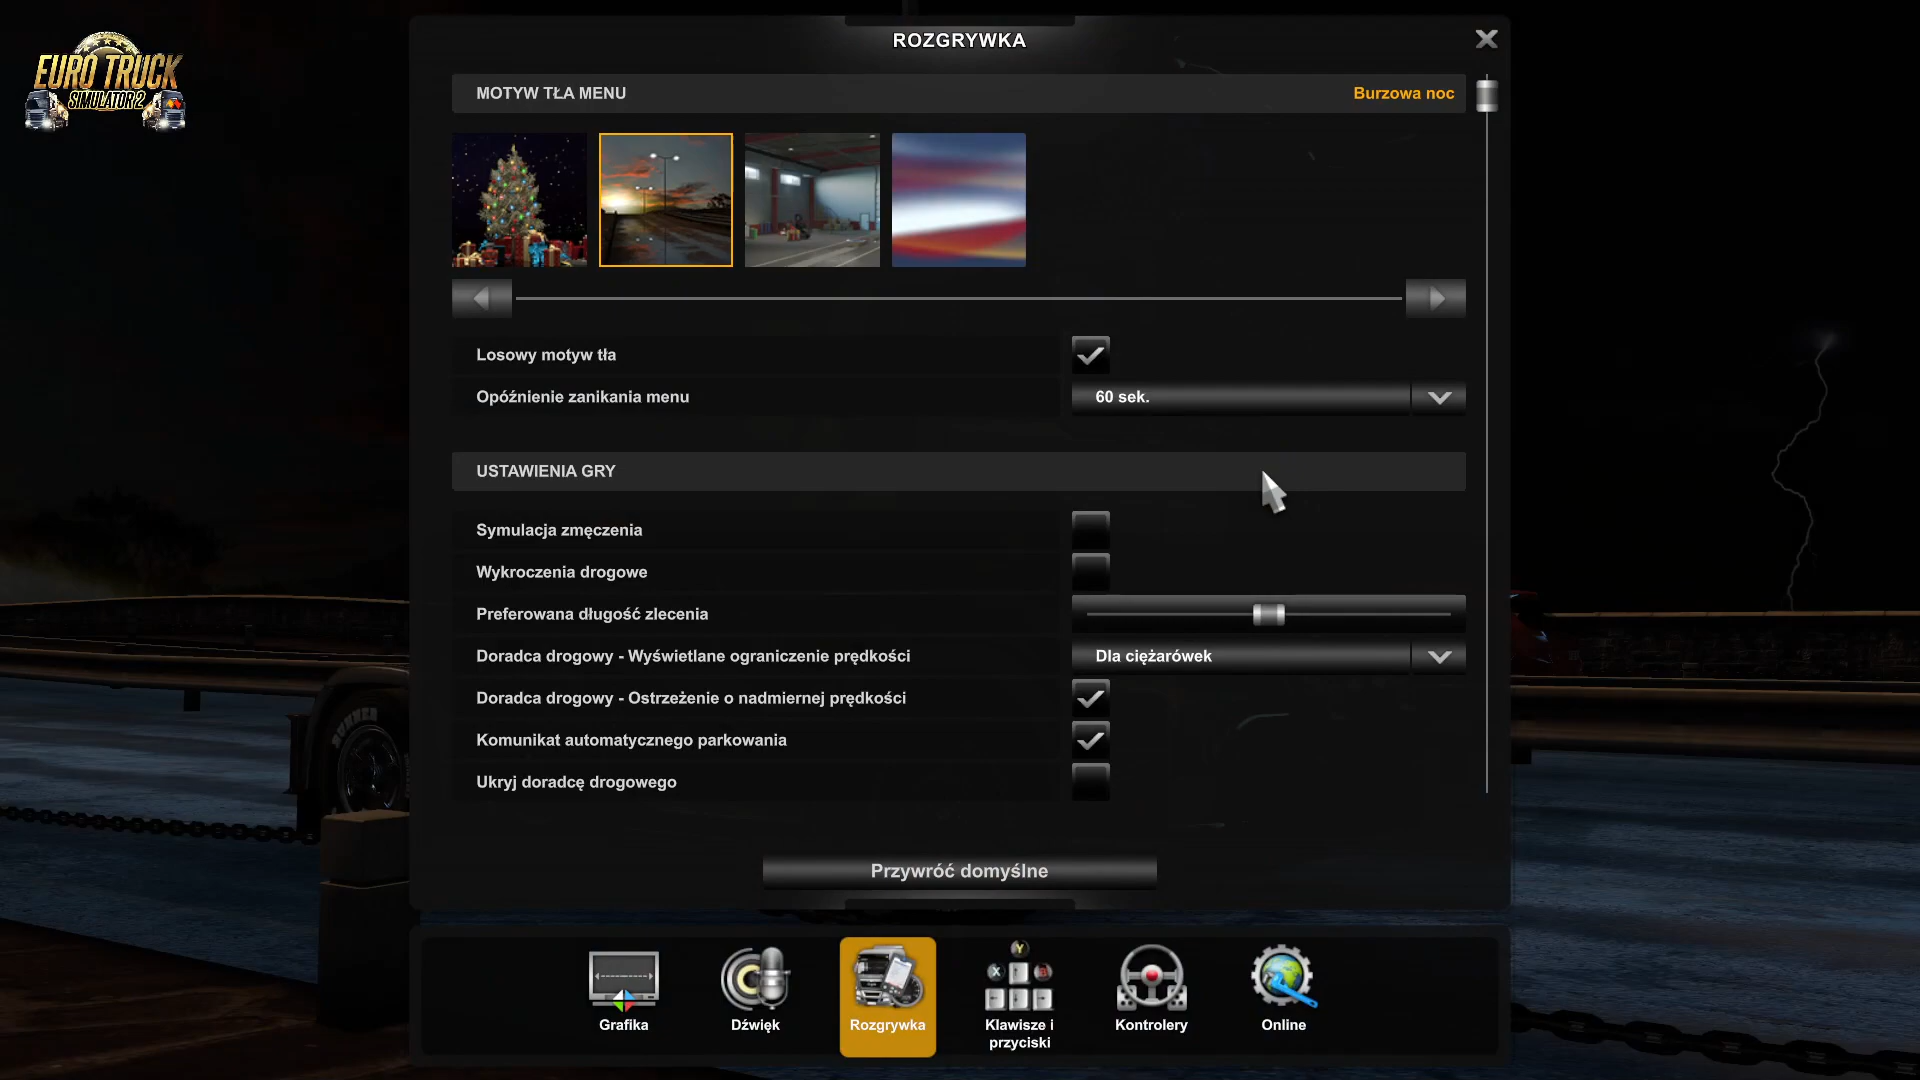 EURO TRUCK
SIMULATOR 2
ROZGRYWKA
MOTYW TŁA MENU
Burzowa noc
Losowy motyw tła
Opóźnienie zanikania menu
60 sek.
USTAWIENIA GRY
Symulacja zmęczenia
Wykroczenia drogowe
Preferowana długość zlecenia
Doradca drogowy - Wyświetlane ograniczenie prędkości
Dla ciężarówek
Doradca drogowy - Ostrzeżenie o nadmiernej prędkości
Komunikat automatycznego parkowania
Ukryj doradcę drogowego
RUNNER
Przywróć domyślne
Y
X
B
Grafika
Dźwięk
Rozgrywka
Klawisze i
przyciski
Kontrolery
Online